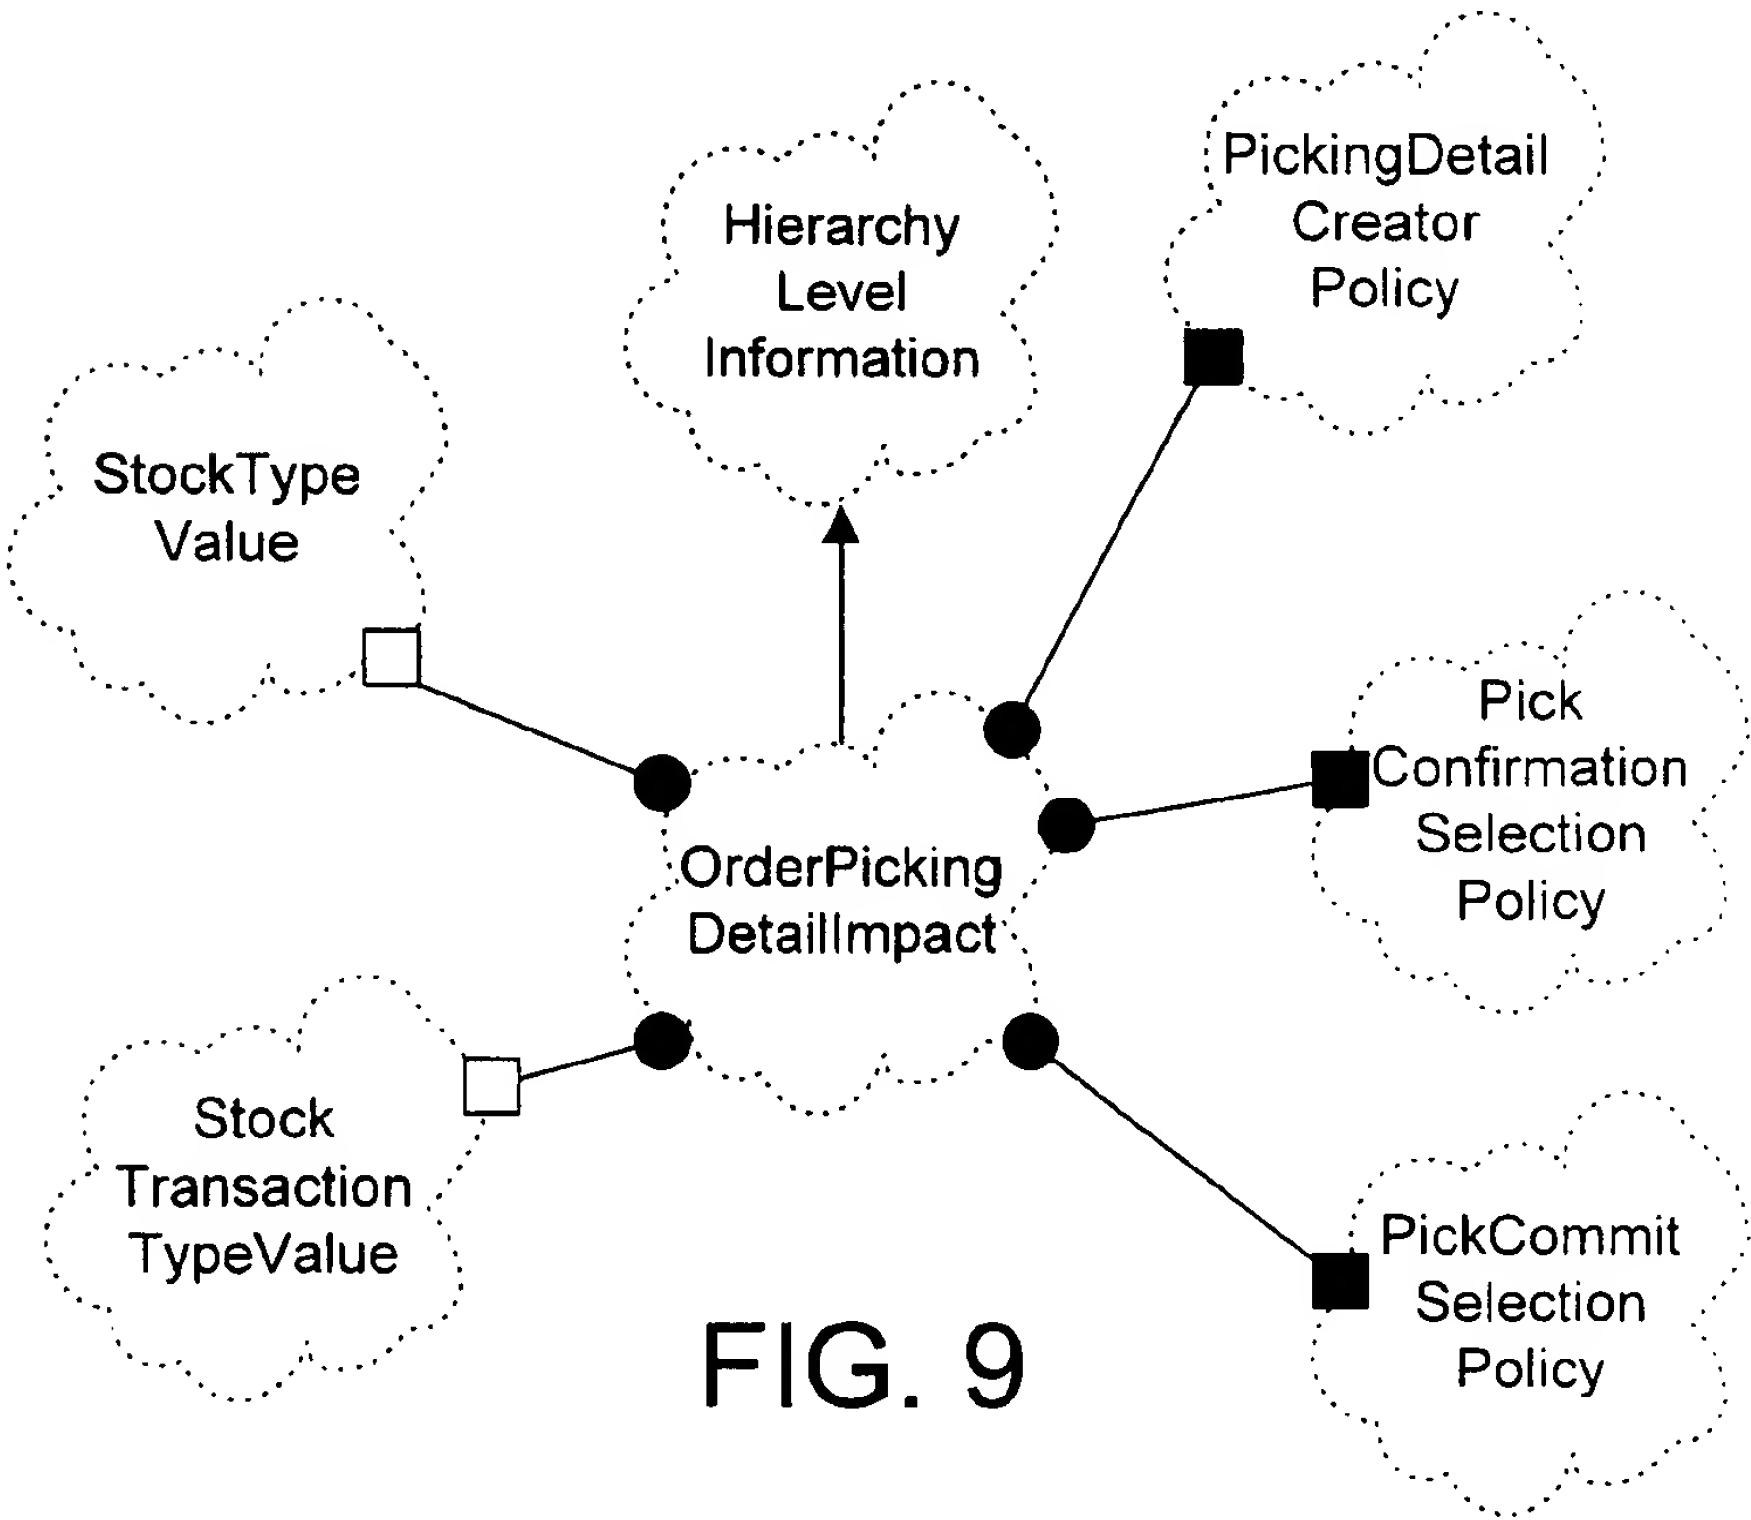 PickingDetail
Creator
Policy
Hierarchy
Level
Information
StockType
Value
Pick
Confirmation
Selection
Policy
OrderPicking
DetailImpact
Stock
Transaction
TypeValue
PickCommit
Selection
Policy
FIG. 9